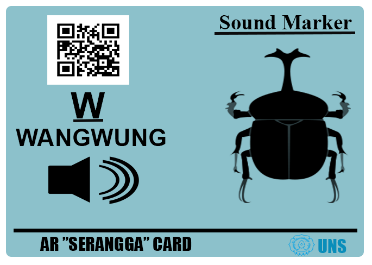 Sound Marker
W
WANGWUNG
AR ”SERANGGA” CARD
UNS